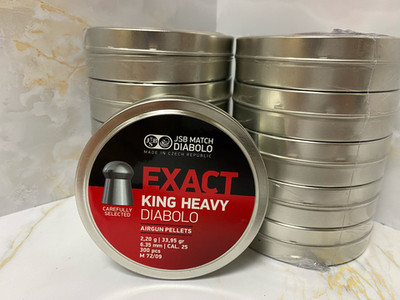 JSB MATCH
DIABOLO
MADE IN CZECH REPUBLIC
EXACT
KING HEAVY
DIABOLO
CAREFULLY
SELECTED
AIRGUN PELLETS
2,20 g | 33,95 gr
6.35 mm | CAL. 25
300 pcs
M 72/09